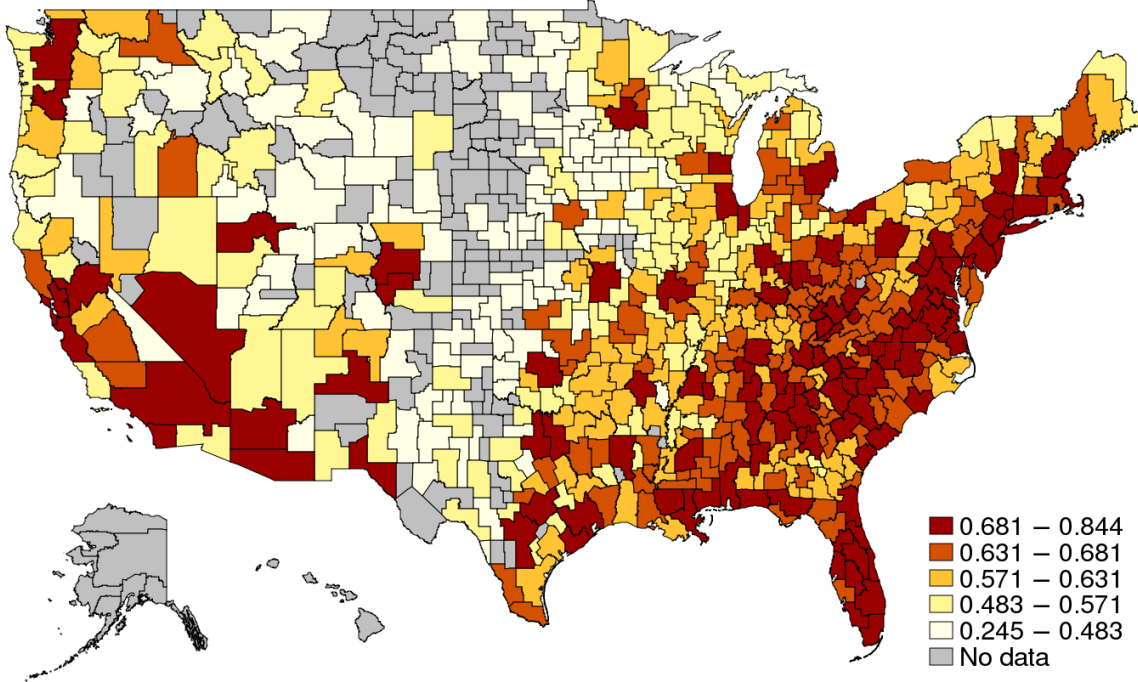 0.681 – 0.844
0.631 – 0.681
0.571 – 0.631
0.483 – 0.571
0.245 – 0.483
No data